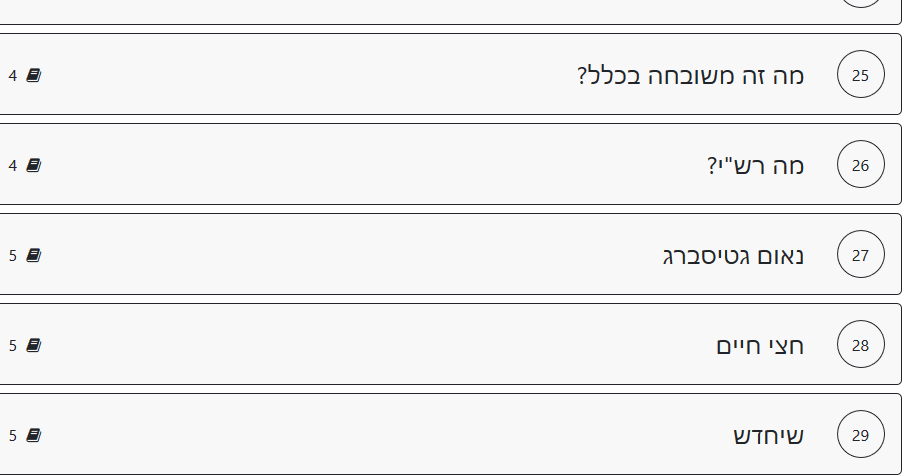 25 מה זה משובחה בכלל? 4
26 מה רש"י? 4
27 נאום גטיסברג 5
28 חצי חיים 5
29 שיחדש 5